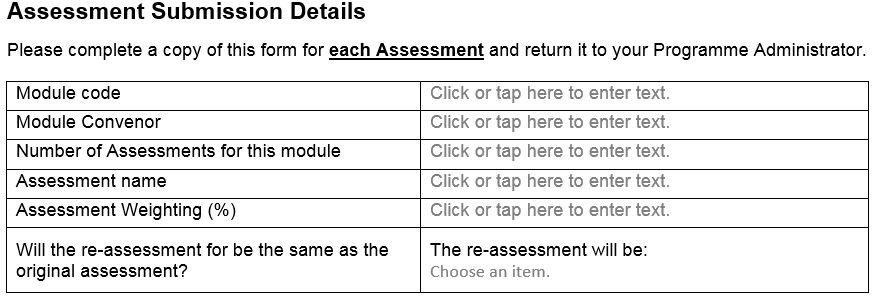 Assessment Submission Details
Please complete a copy of this form for each Assessment and return it to your Programme Administrator.
Module code Click or tap here to enter text.
Module Convenor Click or tap here to enter text.
Number of Assessments for this module Click or tap here to enter text.
Assessment name Click or tap here to enter text.
Assessment Weighting (%) Click or tap here to enter text.
Will the re-assessment for be the same as the
original assessment?
The re-assessment will be:
Choose an item.